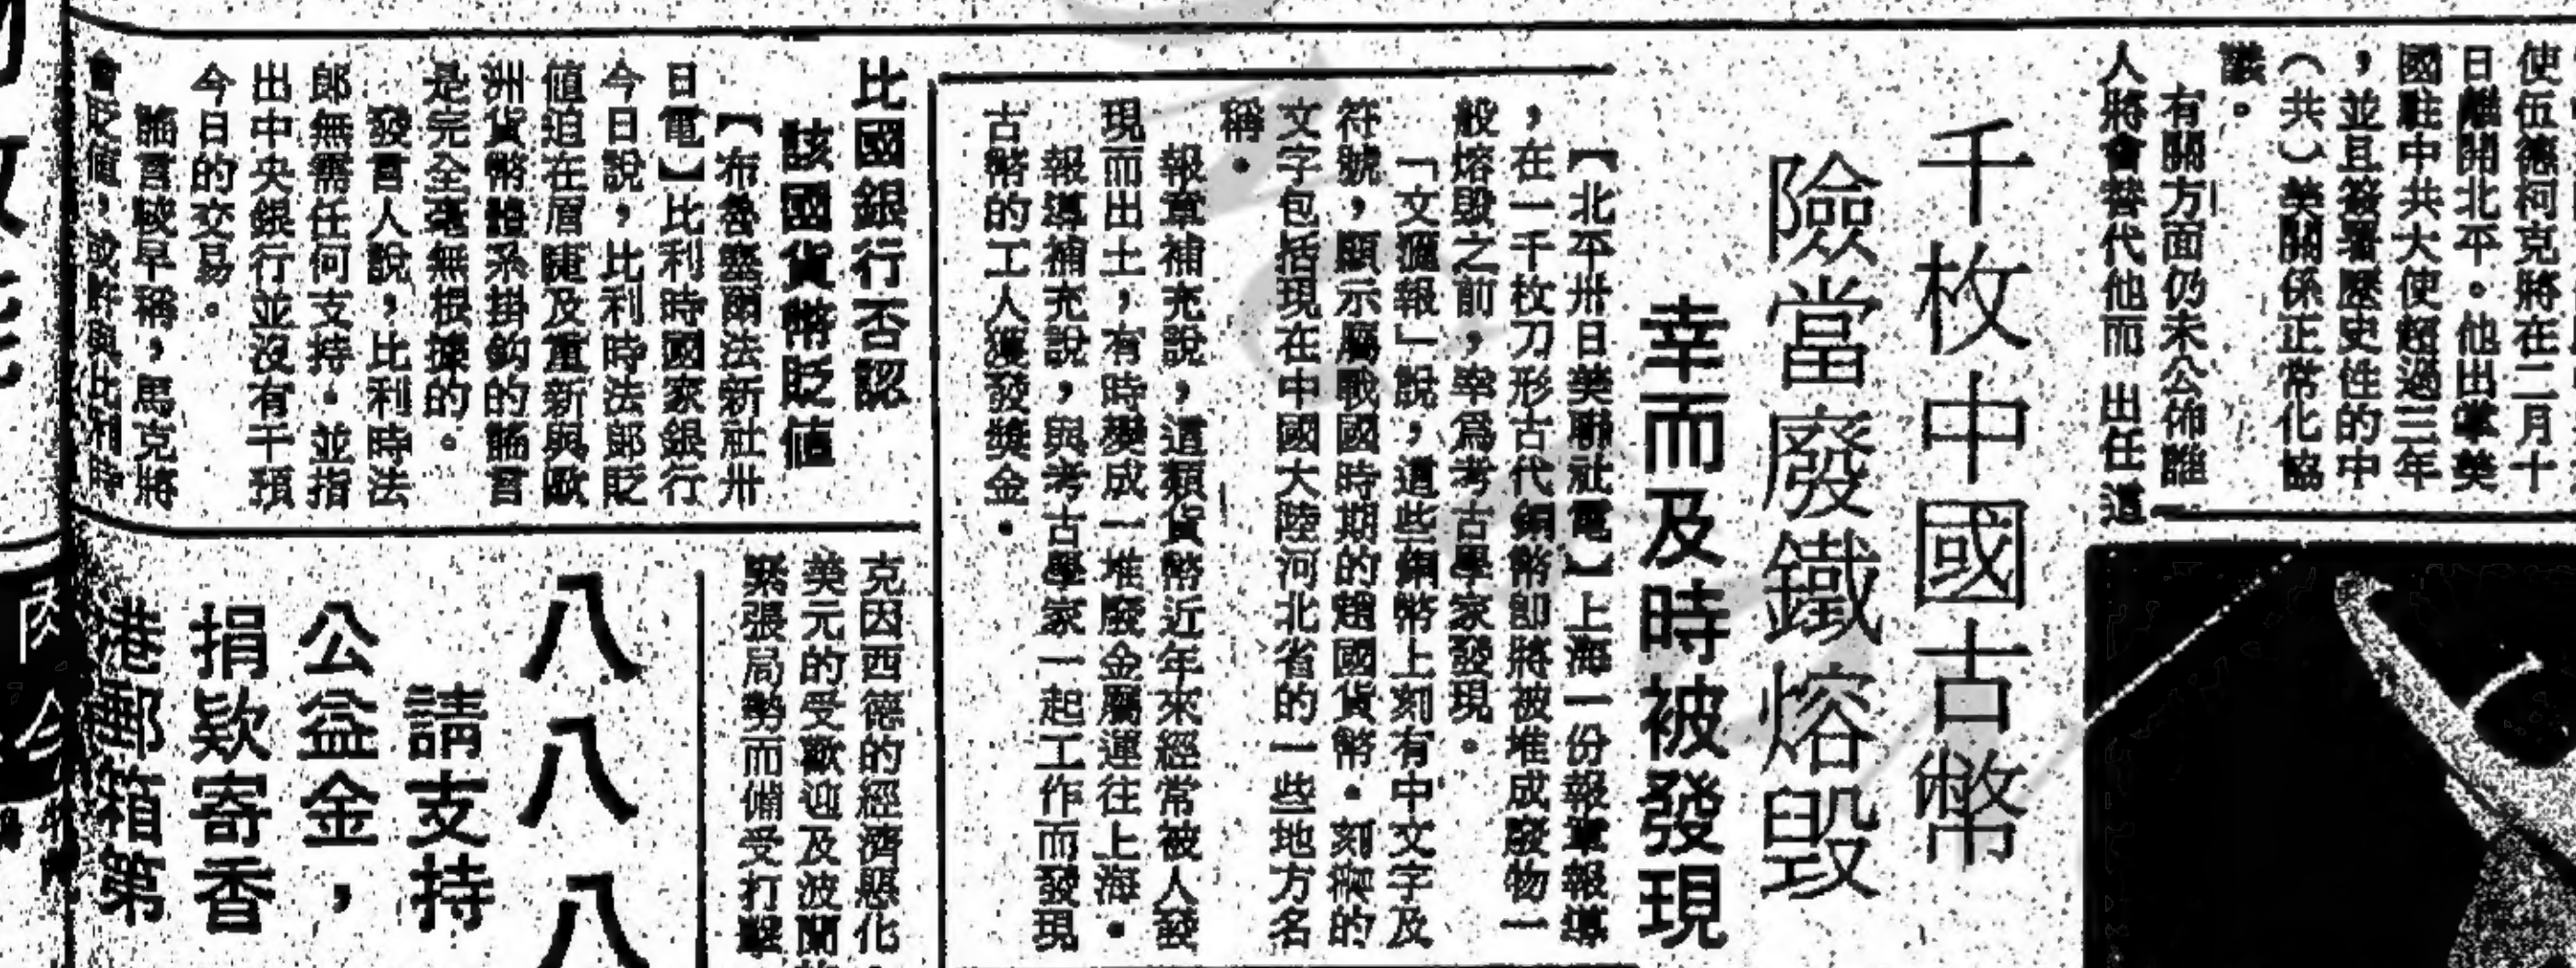 使伍德柯克將在二月十
日離開北平。他出掌美
國駐中共大使超過三年
，並且簽署歷史性的中
（共）美關係正常化協
議。
有關方面仍未公佈誰
人將會替代他而出任這
千枚中國古幣
險當廢鐵熔毀
幸而及時被發現
【北平卅日美聯社電】上海一份報章報導
，在一千枚刀形古代銅幣即將被堆成廢物一
般熔毀之前，幸為考古學家發現。
「文滙報」說，這些銅幣上刻有中文字及
符號，顯示屬戰國時期的趙國貨幣。刻楔的
文字包括現在中國大陸河北省的一些地方名
稱。
報章補充說，這類貨幣近年來經常被人發
現而出土，有時變成一堆廢金屬運往上海。
報導補充說，與考古學家一起工作而發現
古幣的工人獲發獎金。
比國銀行否認
該國貨幣貶值
【布魯塞爾法新社卅
日電】比利時國家銀行
今日說，比利時法郎貶
值迫在眉睫及重新與歐
洲貨幣體系掛鈎的謠言
是完全毫無根據的。
發言人說，比利時法
郎無需任何支持。並指
出中央銀行並沒有干預
今日的交易。
謠言較早稱，馬克將
會貶值，或許與比利時
克因西德的經濟惡化，
美元的受歡迎及波蘭的
緊張局勢而備受打擊。
八八八
請支持
公益金，
捐款寄香
港郵箱第